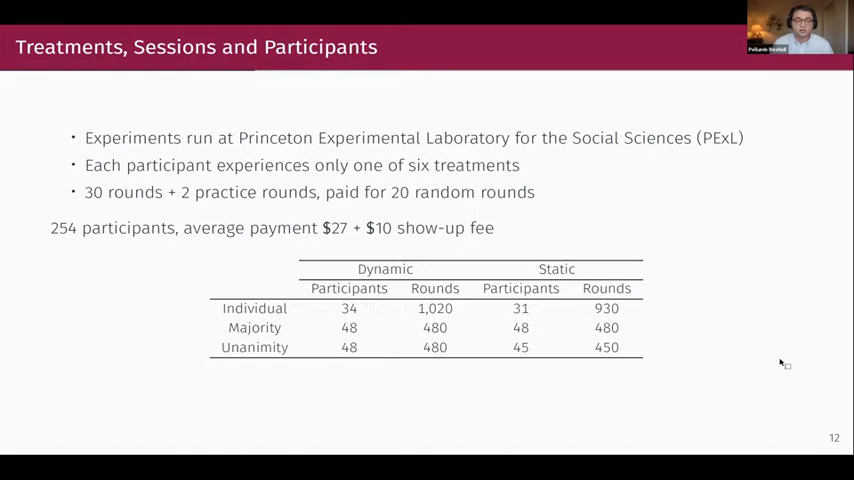 Treatments, Sessions and Participants
Pëllumb Reshidi
• Experiments run at Princeton Experimental Laboratory for the Social Sciences (PExL)
• Each participant experiences only one of six treatments
• 30 rounds + 2 practice rounds, paid for 20 random rounds
254 participants, average payment $27 + $10 show-up fee
Dynamic Static
Participants Rounds Participants Rounds
Individual 34 1,020 31 930
Majority 48 480 48 480
Unanimity 48 480 45 450
12